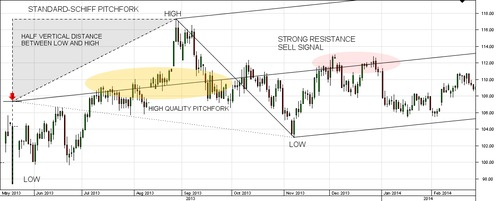 STANDARD-SCHIFF PITCHFORK
HIGH
HALF VERTICAL DISTANCE
BETWEEN LOW AND HIGH
STRONG RESISTANCE
SELL SIGNAL
HIGH QUALITY PITCHFORK
LOW
LOW
116.00
114.00
112.00
110.00
108.00
106.00
104.00
102.00
100.00
98.00
May 2013 Jun 2013 Jul 2013 Aug 2013 Sep 2013 Oct 2013 Nov 2013 Dec 2013 Jan 2014 Feb 2014
2013 2014